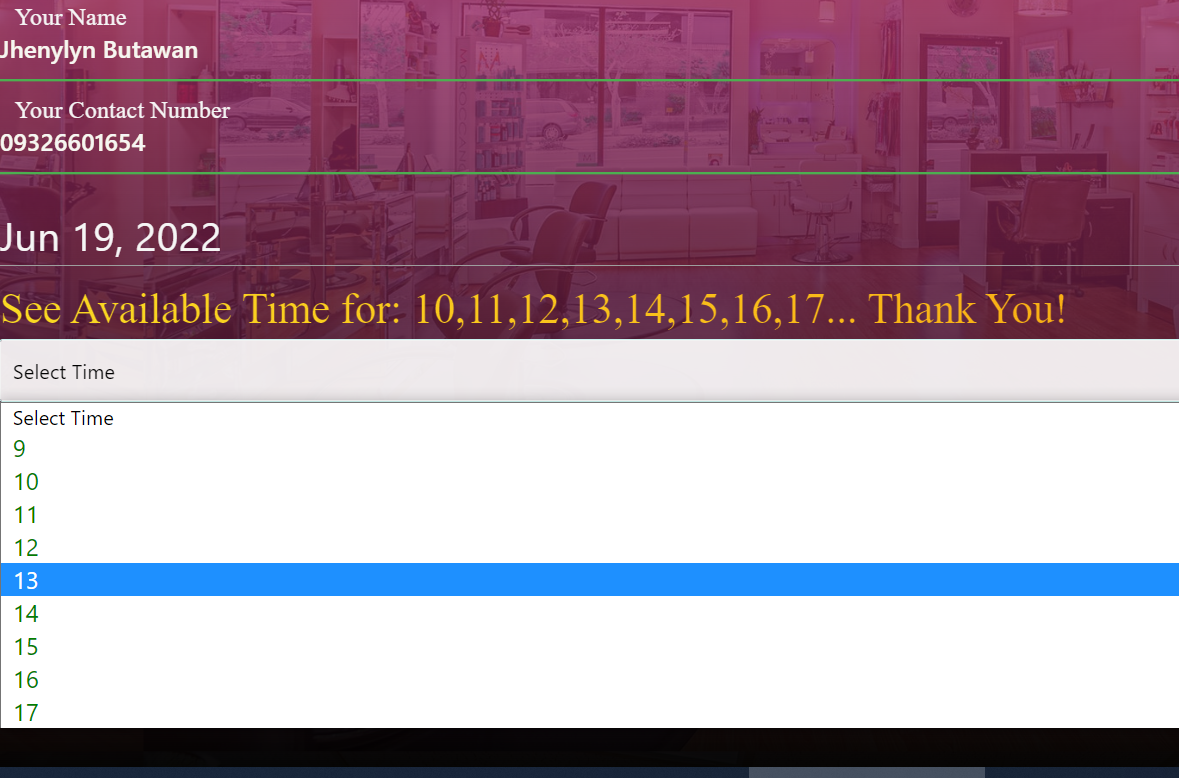 Your Name
Jhenylyn Butawan
Your Contact Number
09326601654
Jun 19, 2022
See Available Time for: 10,11,12,13,14,15,16,17... Thank You!
Select Time
Select Time
9
10
11
12
13
14
15
16
17